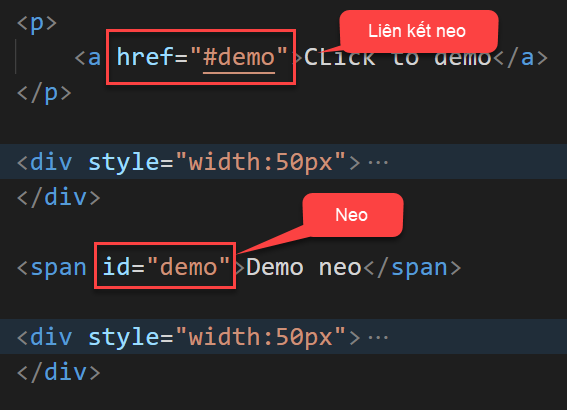 <p>
Liên kết neo
<a href="#demo">CLick to demo</a>
</p>
<div style="width:50px">…
</div>
Neo
<span id="demo">Demo neo</span>
<div style="width:50px">…
</div>